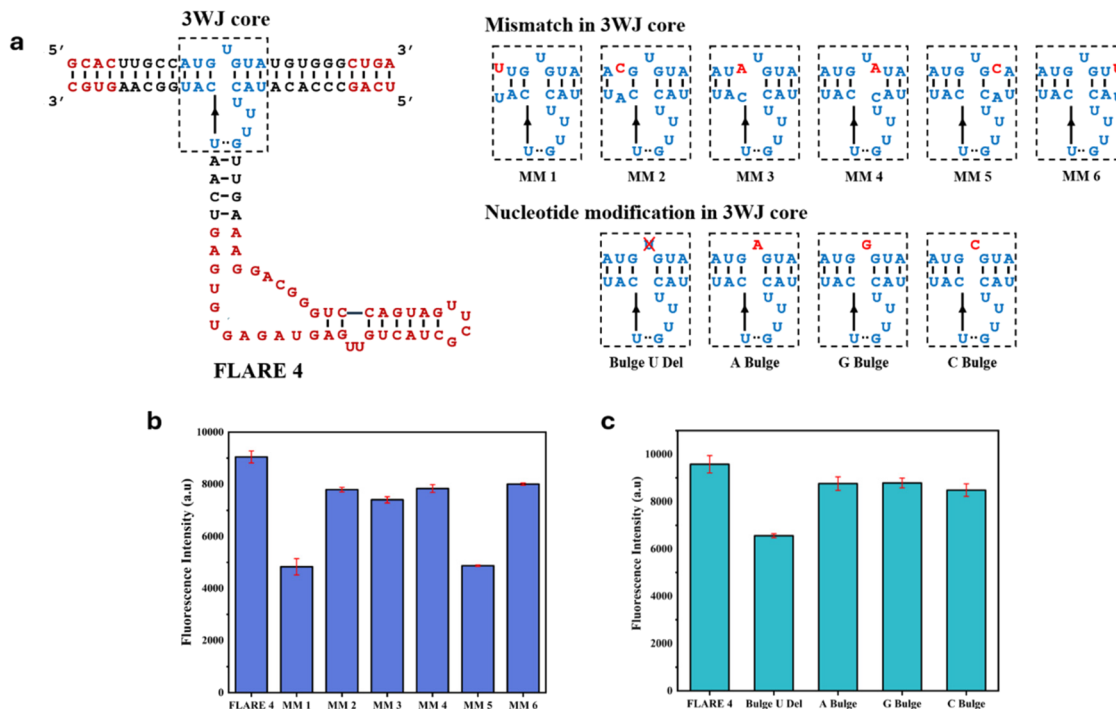 a
3WJ core
5′ GCACUUGCCAUG U GUAUGUGGGCUGA 3′
3′ CGUGAACGGUAC CAUACACCCGACU 5′
U
U
U
U··G
A–U
A–U
C–G
U–A
G A
A A
G G
U G A C G G
G G U C – C A G U A G U U C
U A G A G A U G A G U U G U C A U C G
FLARE 4
Mismatch in 3WJ core
MM 1 MM 2 MM 3 MM 4 MM 5 MM 6
Nucleotide modification in 3WJ core
Bulge U Del A Bulge G Bulge C Bulge
b
Fluorescence Intensity (a.u)
10000
8000
6000
4000
2000
0
FLARE 4 MM 1 MM 2 MM 3 MM 4 MM 5 MM 6
c
Fluorescence Intensity (a.u)
10000
8000
6000
4000
2000
0
FLARE 4 Bulge U Del A Bulge G Bulge C Bulge